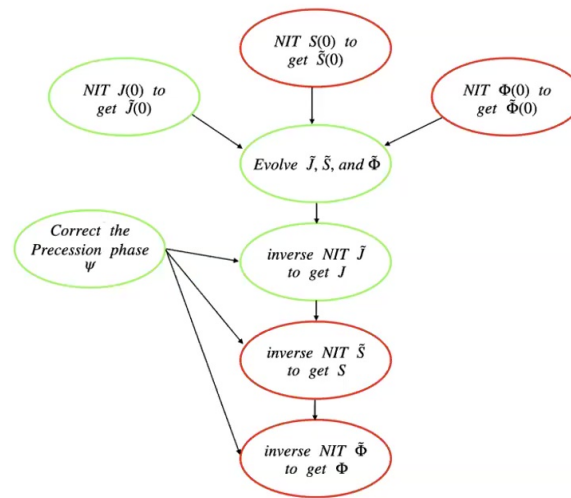 NIT S(0) to
get S̃(0)
NIT J(0) to
get J̃(0)
NIT Φ(0) to
get Φ̃(0)
Evolve J̃, S̃, and Φ̃
Correct the
Precession phase
ψ
inverse NIT J̃
to get J
inverse NIT S̃
to get S
inverse NIT Φ̃
to get Φ